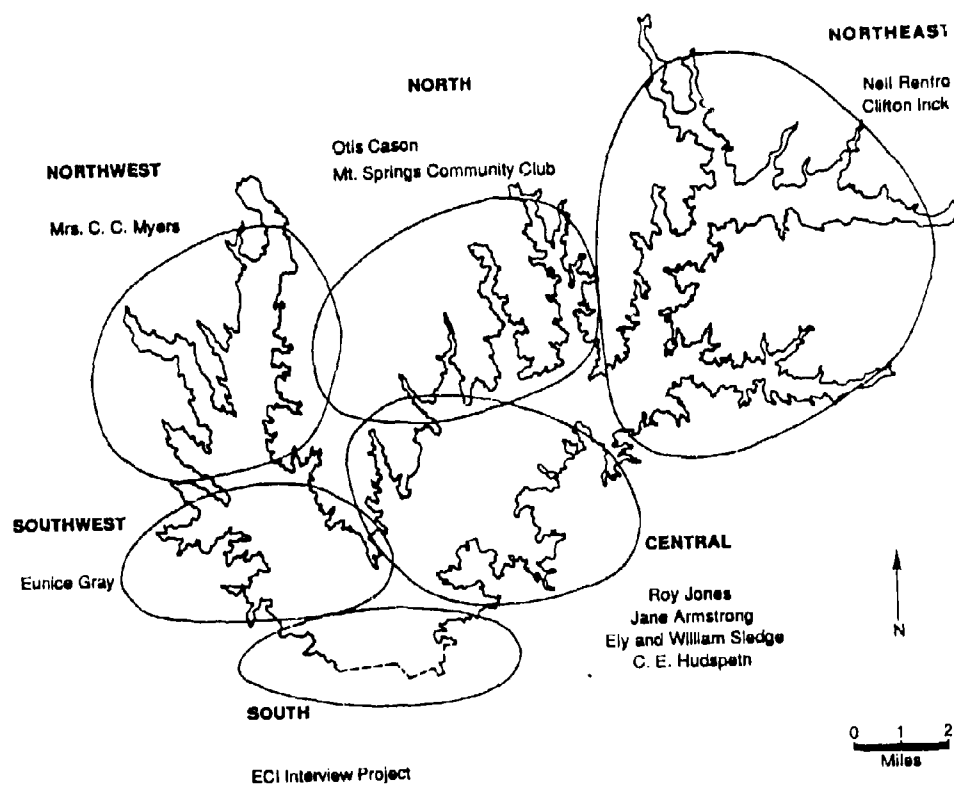 NORTHEAST
Neil Renfro
Clifton Irick
NORTH
Otis Cason
Mt. Springs Community Club
NORTHWEST
Mrs. C. C. Myers
SOUTHWEST
Eunice Gray
CENTRAL
Roy Jones
Jane Armstrong
Ely and William Sledge
C. E. Hudspeth
N
SOUTH
0 1 2
Miles
ECI Interview Project